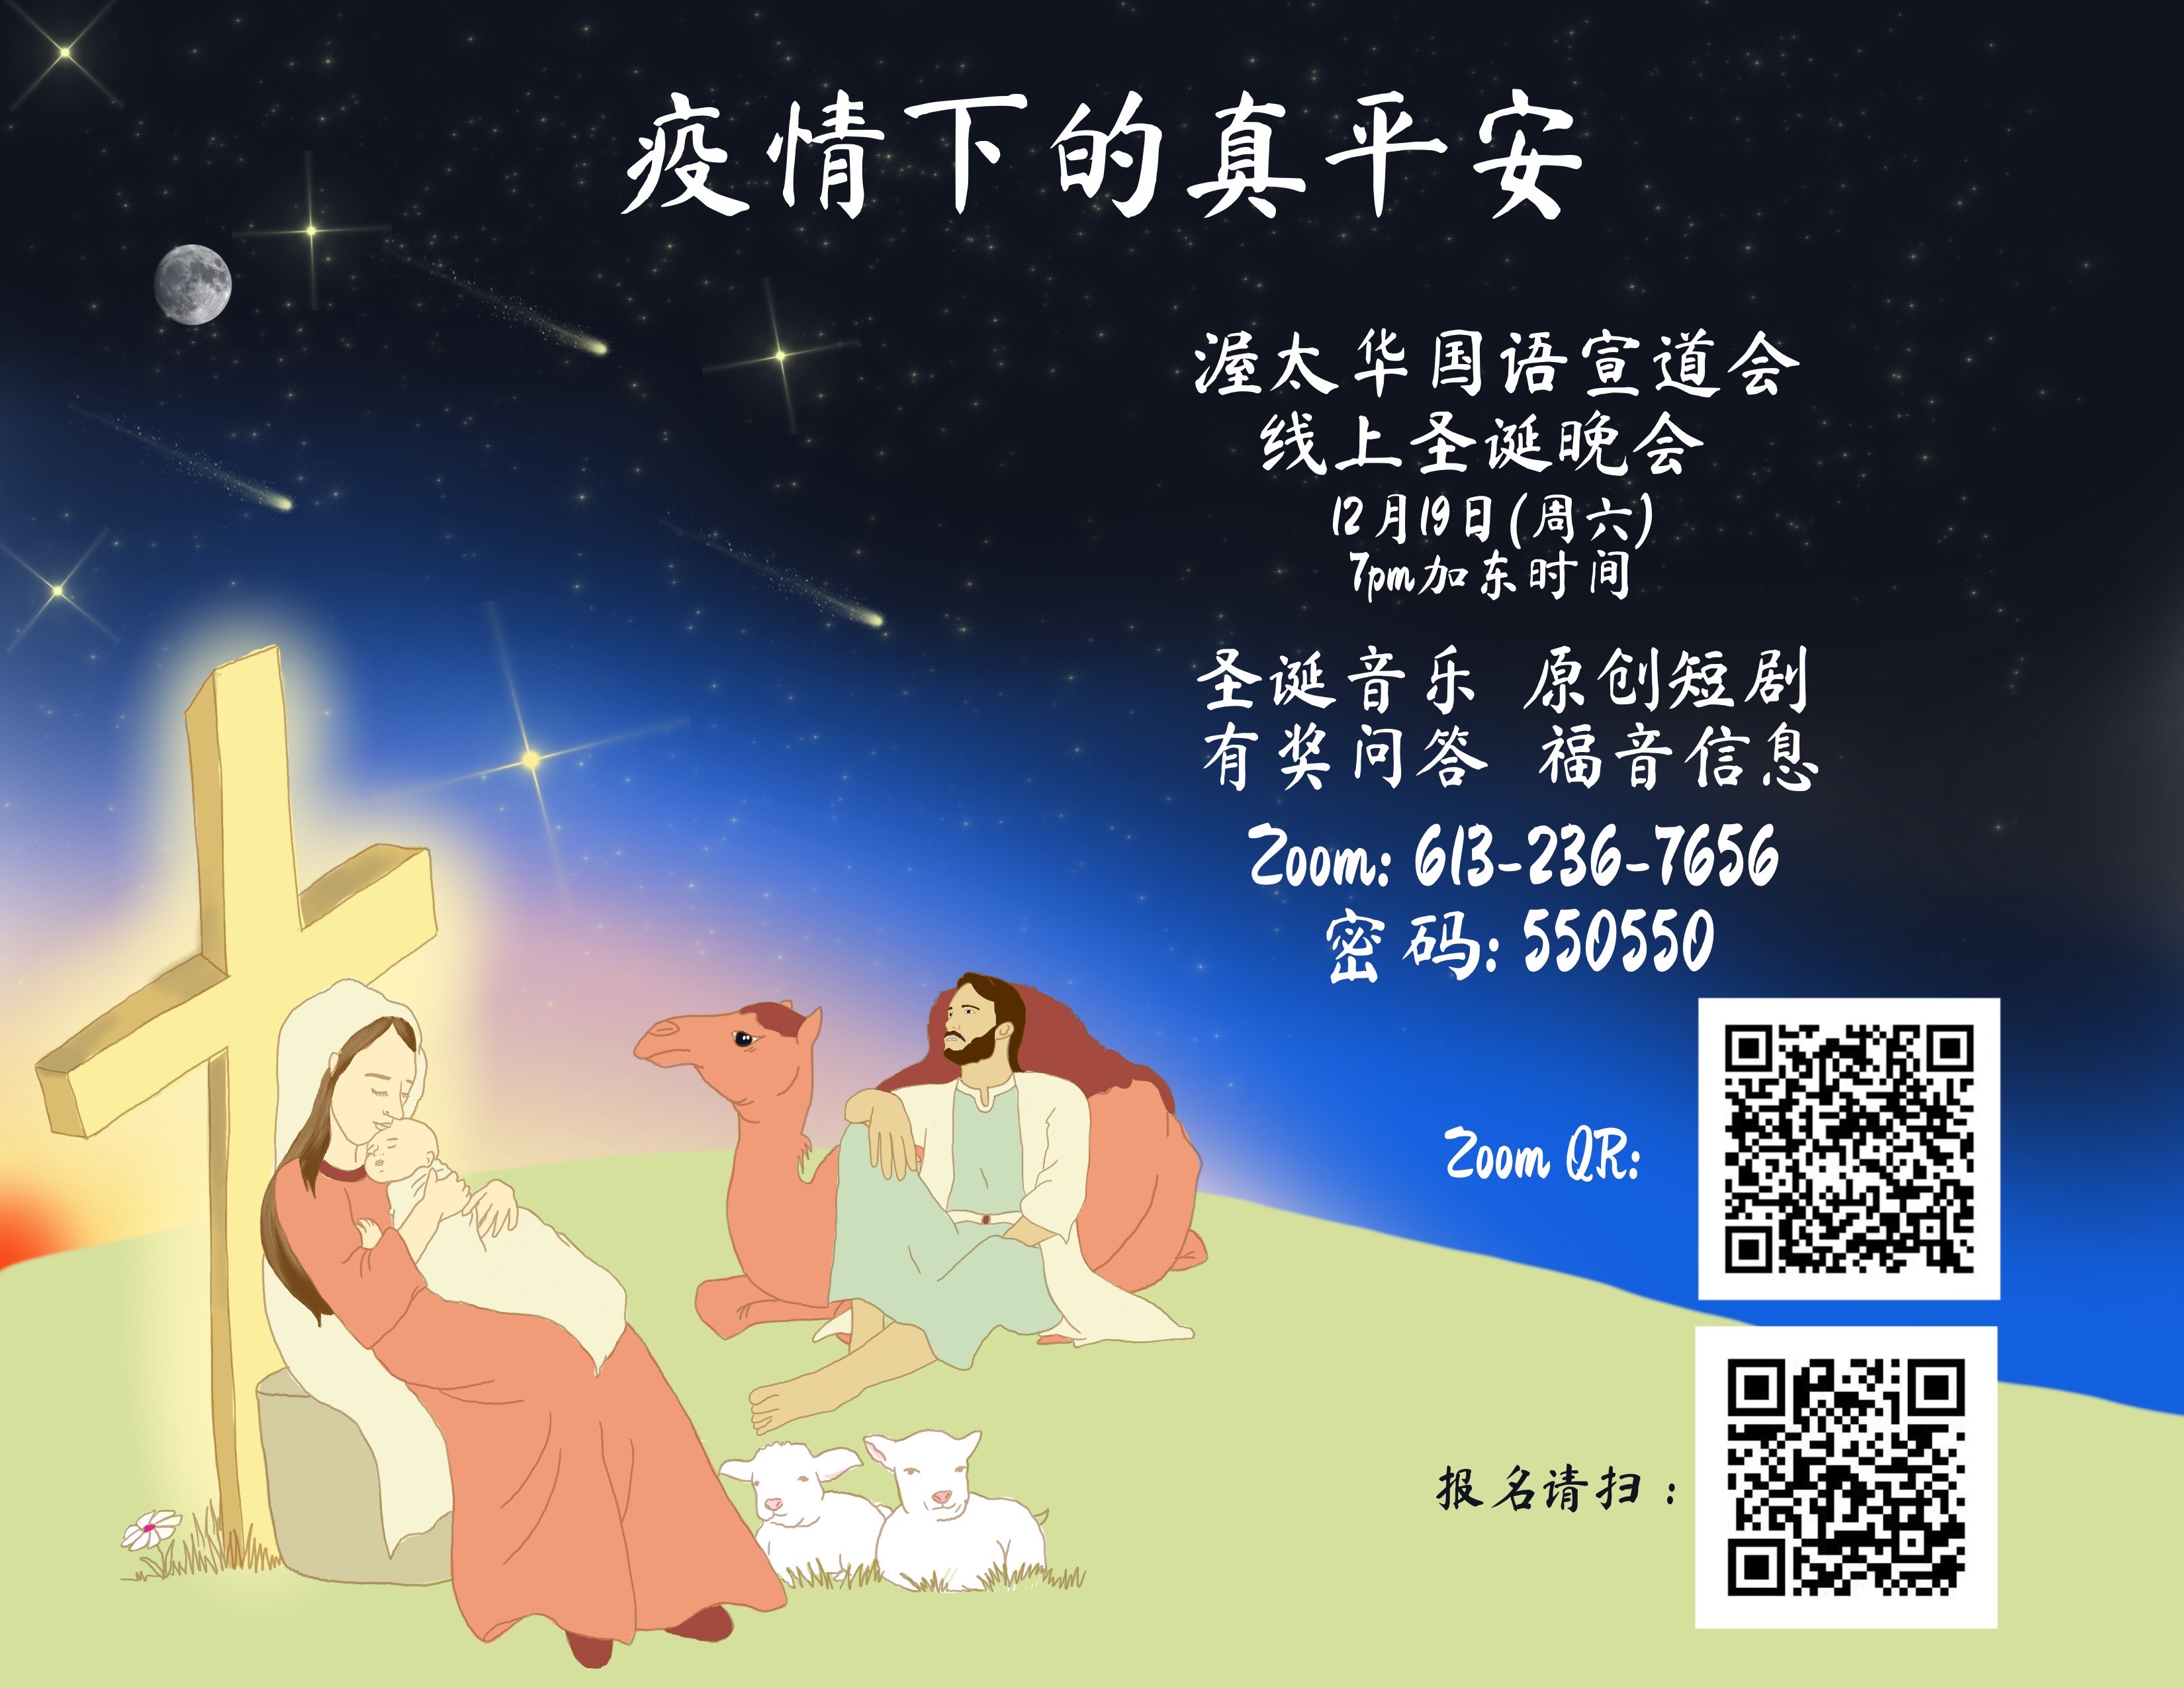 疫情下的真平安
渥太华国语宣道会
线上圣诞晚会
12月19日(周六)
7pm加东时间
圣诞音乐 原创短剧
有奖问答 福音信息
Zoom: 613-236-7656
密码: 550550
Zoom QR:
报名请扫：